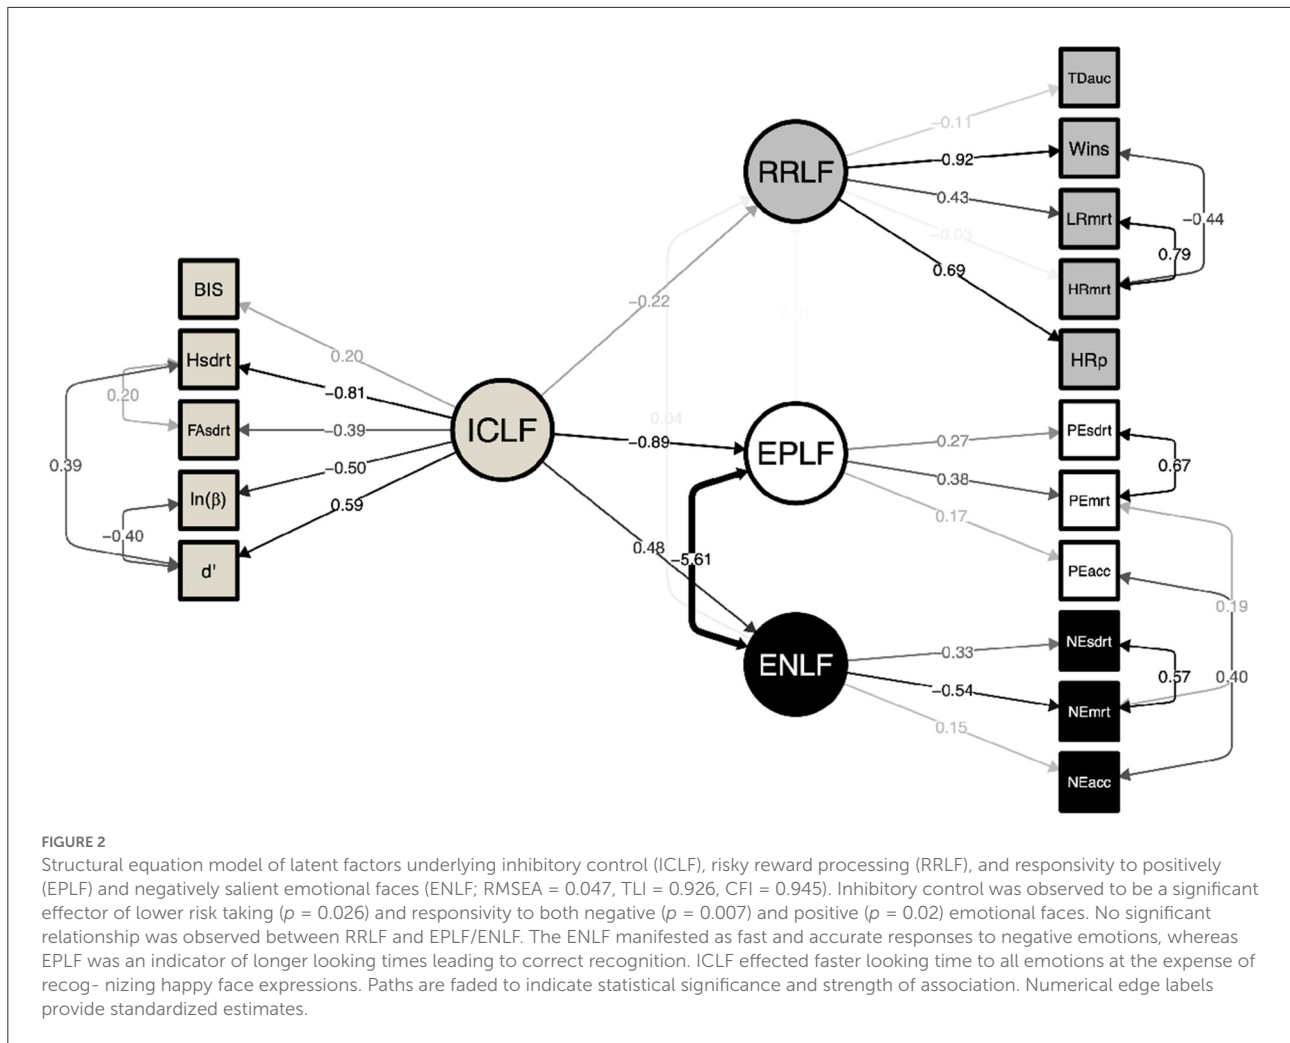 TDauc
−0.11
Wins
RRLF
−0.92
LRmrt
0.43
−0.44
−0.03
0.79
BIS
HRmrt
0.69
−0.22
Hsdrt
0.20
HRp
0.20
−0.81
FAsdrt
−0.39
ICLF
0.04
−0.89
EPLF
0.27
PEsdrt
0.39
−0.50
0.38
0.67
ln(β)
PEmrt
0.59
0.17
−0.40
0.48
−5.61
d'
PEacc
0.19
NEsdrt
−0.33
ENLF
0.57
0.40
−0.54
NEmrt
0.15
NEacc
FIGURE 2
Structural equation model of latent factors underlying inhibitory control (ICLF), risky reward processing (RRLF), and responsivity to positively
(EPLF) and negatively salient emotional faces (ENLF; RMSEA = 0.047, TLI = 0.926, CFI = 0.945). Inhibitory control was observed to be a significant
effector of lower risk taking (p = 0.026) and responsivity to both negative (p = 0.007) and positive (p = 0.02) emotional faces. No significant
relationship was observed between RRLF and EPLF/ENLF. The ENLF manifested as fast and accurate responses to negative emotions, whereas
EPLF was an indicator of longer looking times leading to correct recognition. ICLF effected faster looking time to all emotions at the expense of
recog- nizing happy face expressions. Paths are faded to indicate statistical significance and strength of association. Numerical edge labels
provide standardized estimates.